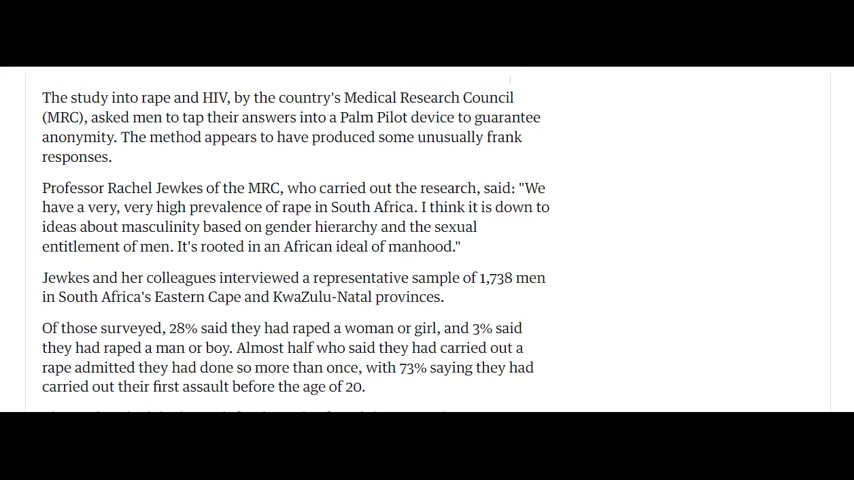 The study into rape and HIV, by the country's Medical Research Council
(MRC), asked men to tap their answers into a Palm Pilot device to guarantee
anonymity. The method appears to have produced some unusually frank
responses.
Professor Rachel Jewkes of the MRC, who carried out the research, said: "We
have a very, very high prevalence of rape in South Africa. I think it is down to
ideas about masculinity based on gender hierarchy and the sexual
entitlement of men. It's rooted in an African ideal of manhood."
Jewkes and her colleagues interviewed a representative sample of 1,738 men
in South Africa's Eastern Cape and KwaZulu-Natal provinces.
Of those surveyed, 28% said they had raped a woman or girl, and 3% said
they had raped a man or boy. Almost half who said they had carried out a
rape admitted they had done so more than once, with 73% saying they had
carried out their first assault before the age of 20.